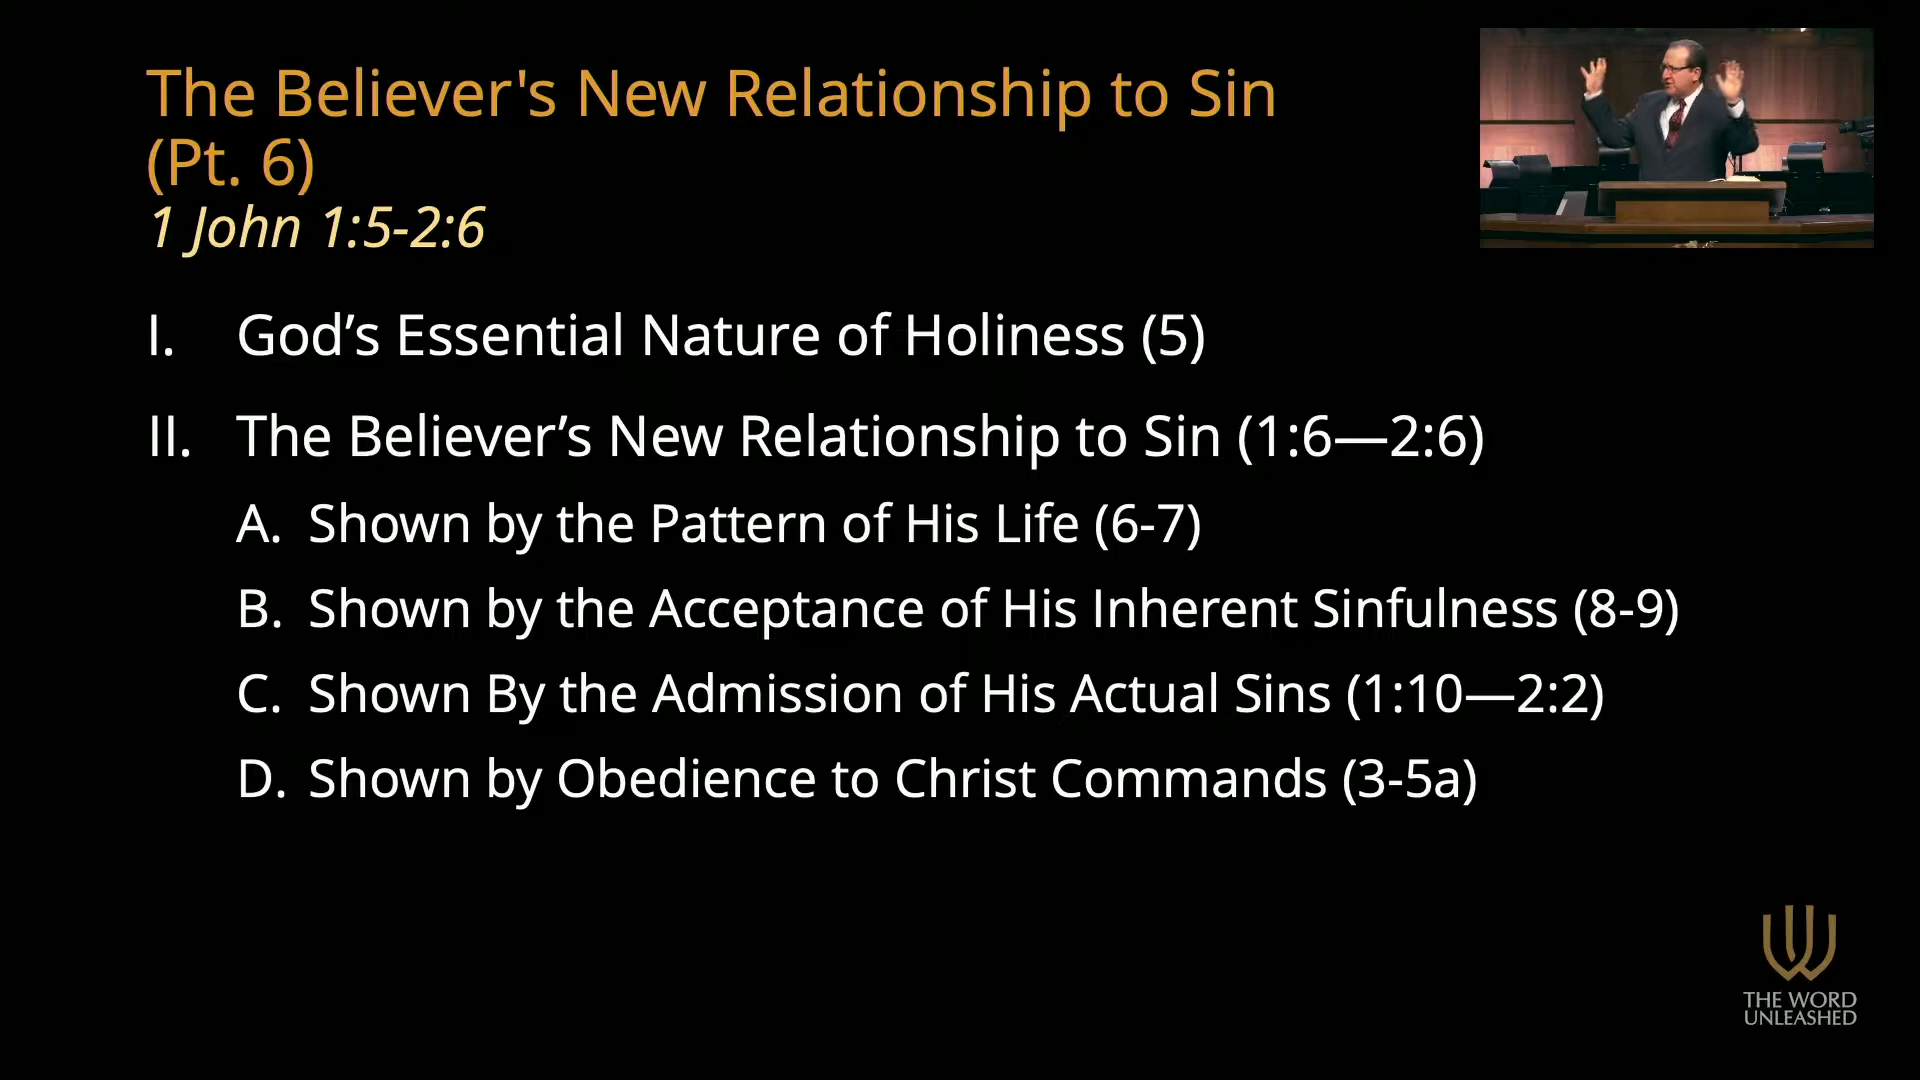 The Believer's New Relationship to Sin
(Pt. 6)
1 John 1:5-2:6
I. God’s Essential Nature of Holiness (5)
II. The Believer’s New Relationship to Sin (1:6—2:6)
A. Shown by the Pattern of His Life (6-7)
B. Shown by the Acceptance of His Inherent Sinfulness (8-9)
C. Shown By the Admission of His Actual Sins (1:10—2:2)
D. Shown by Obedience to Christ Commands (3-5a)
THE WORD
UNLEASHED